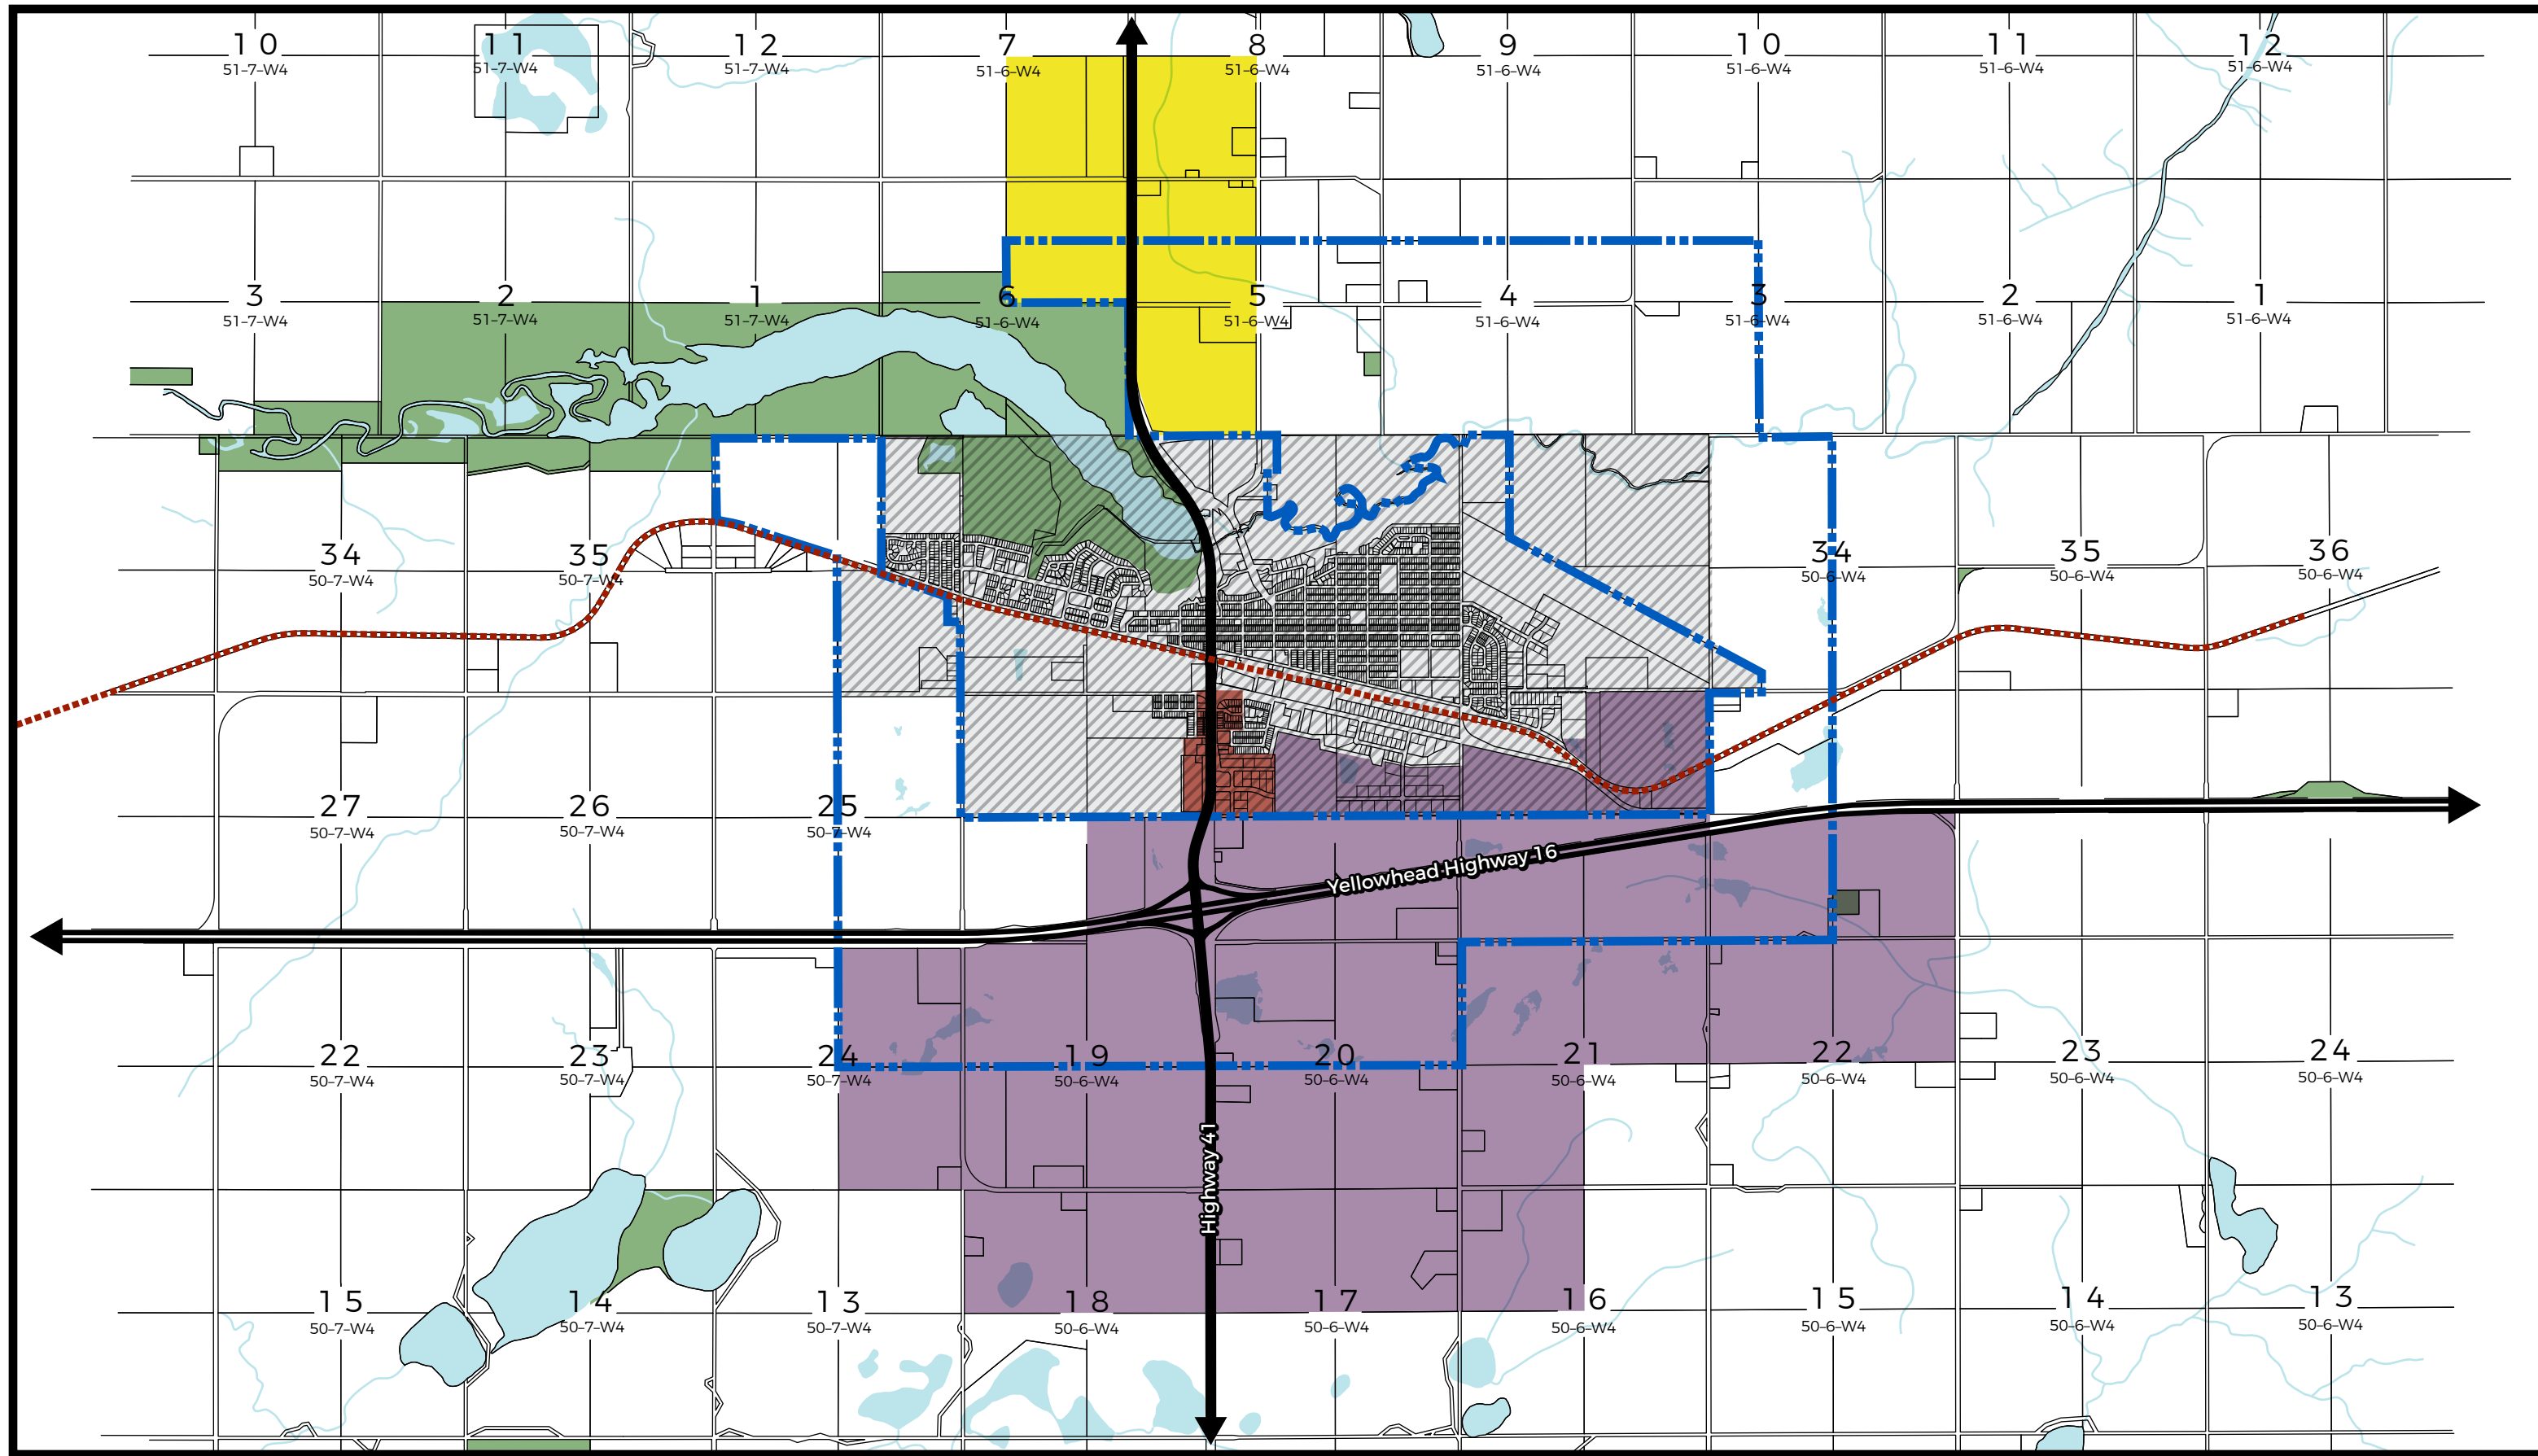 10
51-7-W4
11
51-7-W4
12
51-7-W4
7
51-6-W4
8
51-6-W4
9
51-6-W4
10
51-6-W4
11
51-6-W4
12
51-6-W4
3
51-7-W4
2
51-7-W4
1
51-7-W4
6
51-6-W4
5
51-6-W4
4
51-6-W4
3
51-6-W4
2
51-6-W4
1
51-6-W4
34
50-7-W4
35
50-7-W4
34
50-6-W4
35
50-6-W4
36
50-6-W4
27
50-7-W4
26
50-7-W4
25
50-7-W4
Yellowhead Highway 16
22
50-7-W4
23
50-7-W4
24
50-7-W4
19
50-6-W4
20
50-6-W4
21
50-6-W4
22
50-6-W4
23
50-6-W4
24
50-6-W4
Highway 41
15
50-7-W4
14
50-7-W4
13
50-7-W4
18
50-6-W4
17
50-6-W4
16
50-6-W4
15
50-6-W4
14
50-6-W4
13
50-6-W4